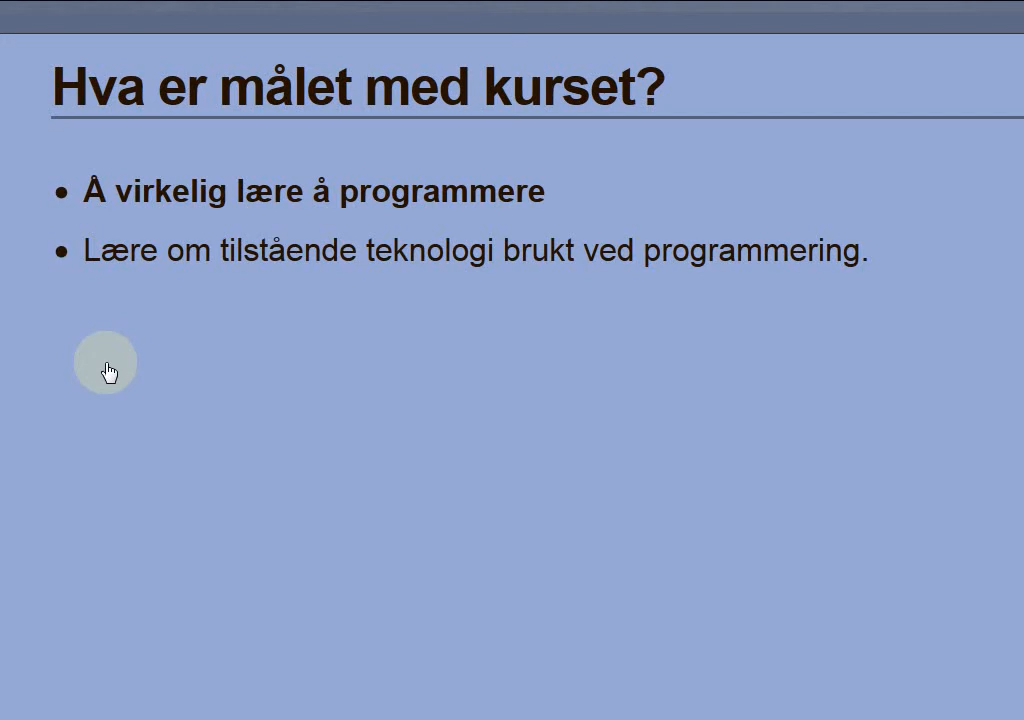 Hva er målet med kurset?
• Å virkelig lære å programmere
• Lære om tilstående teknologi brukt ved programmering.